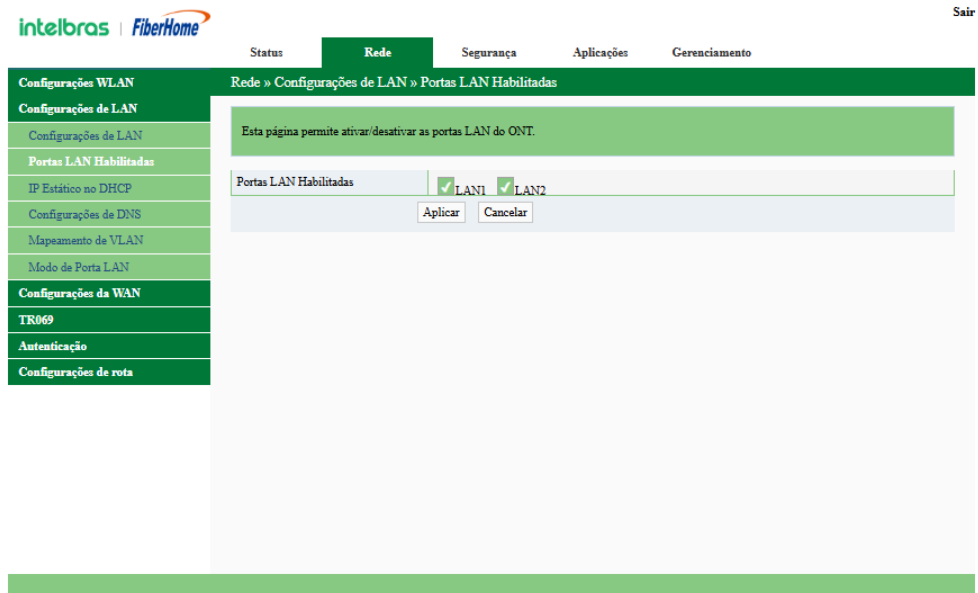 Sair
intelbras | FiberHome
Status Rede Segurança Aplicações Gerenciamento
Configurações WLAN
Rede » Configurações de LAN » Portas LAN Habilitadas
Configurações de LAN
Configurações de LAN
Portas LAN Habilitadas
IP Estático no DHCP
Configurações de DNS
Mapeamento de VLAN
Modo de Porta LAN
Configurações da WAN
TR069
Autenticação
Configurações de rota
Esta página permite ativar/desativar as portas LAN do ONT.
Portas LAN Habilitadas LAN1 LAN2
Aplicar Cancelar